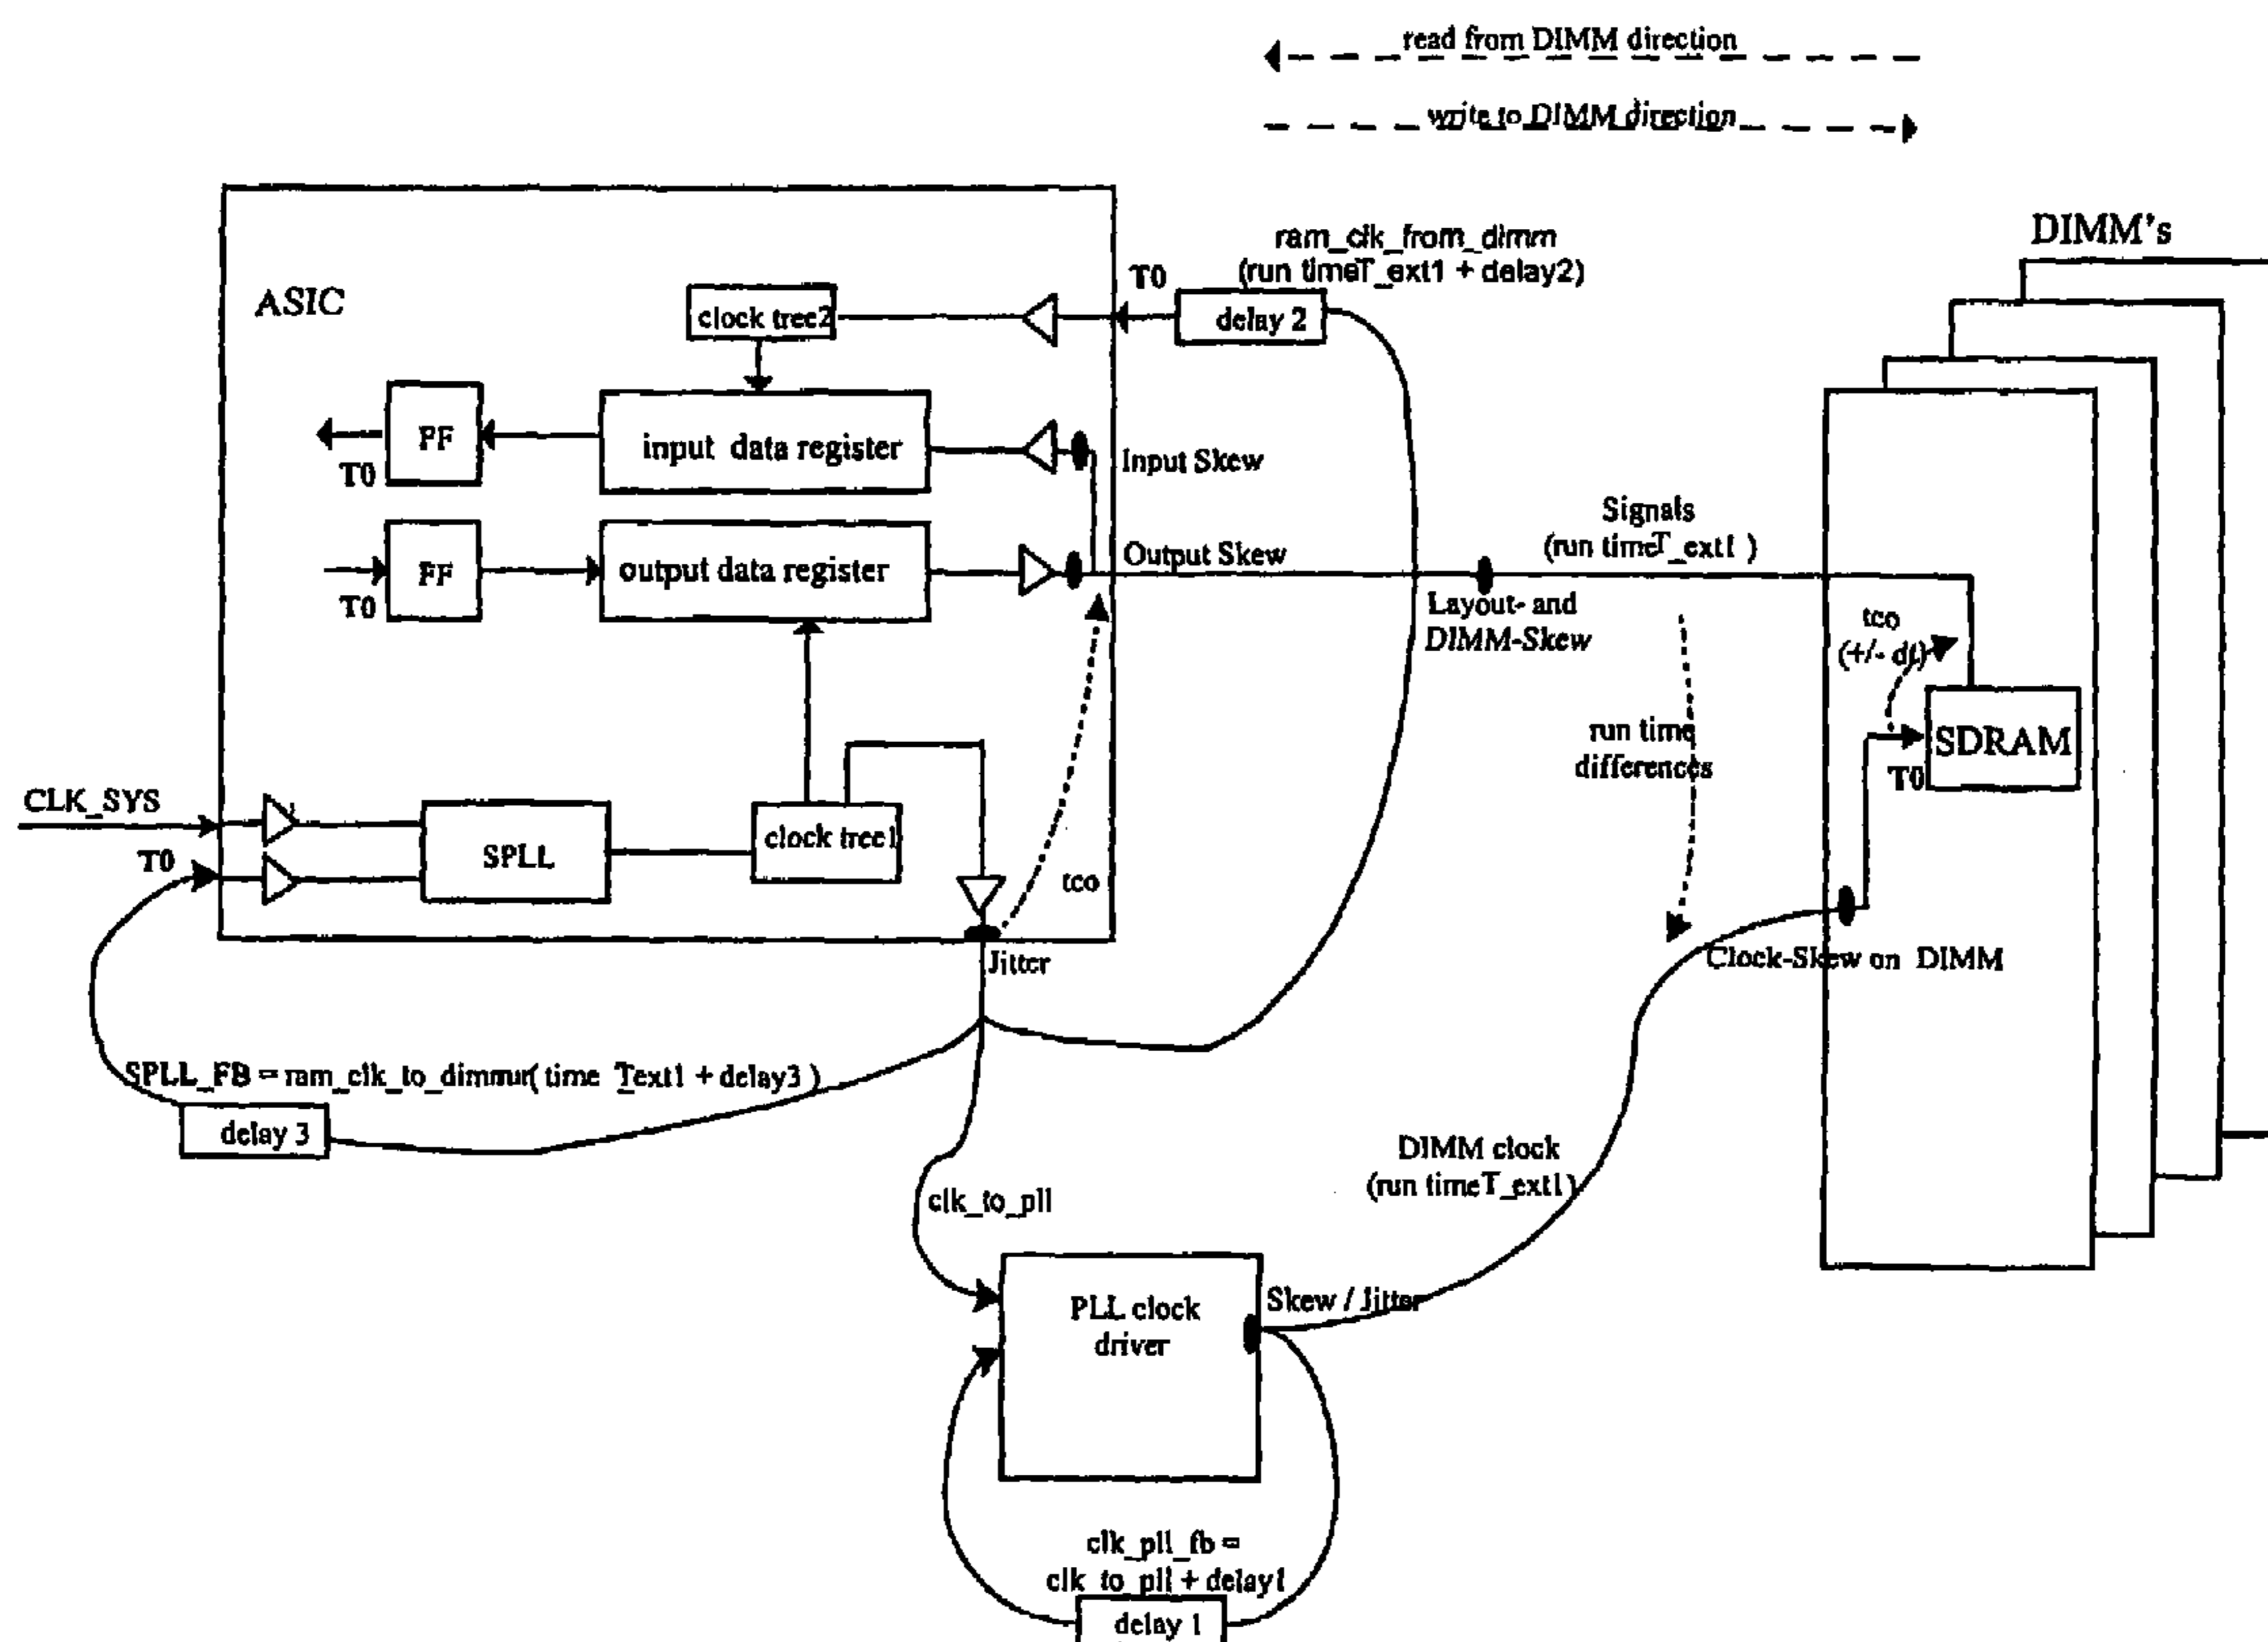 read from DIMM direction
write to DIMM direction
DIMM's
ram_clk_from_dimm
(run timeT_ext1 + delay2)
T0
ASIC
clock tree2
delay 2
FF
T0
input data register
Input Skew
FF
T0
output data register
Output Skew
Signals
(run timeT_ext1 )
Layout- and
DIMM-Skew
tco
(+/- dt)
run time
differences
SDRAM
T0
CLK_SYS
T0
SPLL
clock tree1
tco
Jitter
Clock-Skew on DIMM
SPLL_FB = ram_clk_to_dimmur( time Text1 + delay3 )
delay 3
clk_to_pll
DIMM clock
(run timeT_ext1)
PLL clock
driver
Skew / Jitter
clk_pll_fb =
clk_to_pll + delay1
delay 1